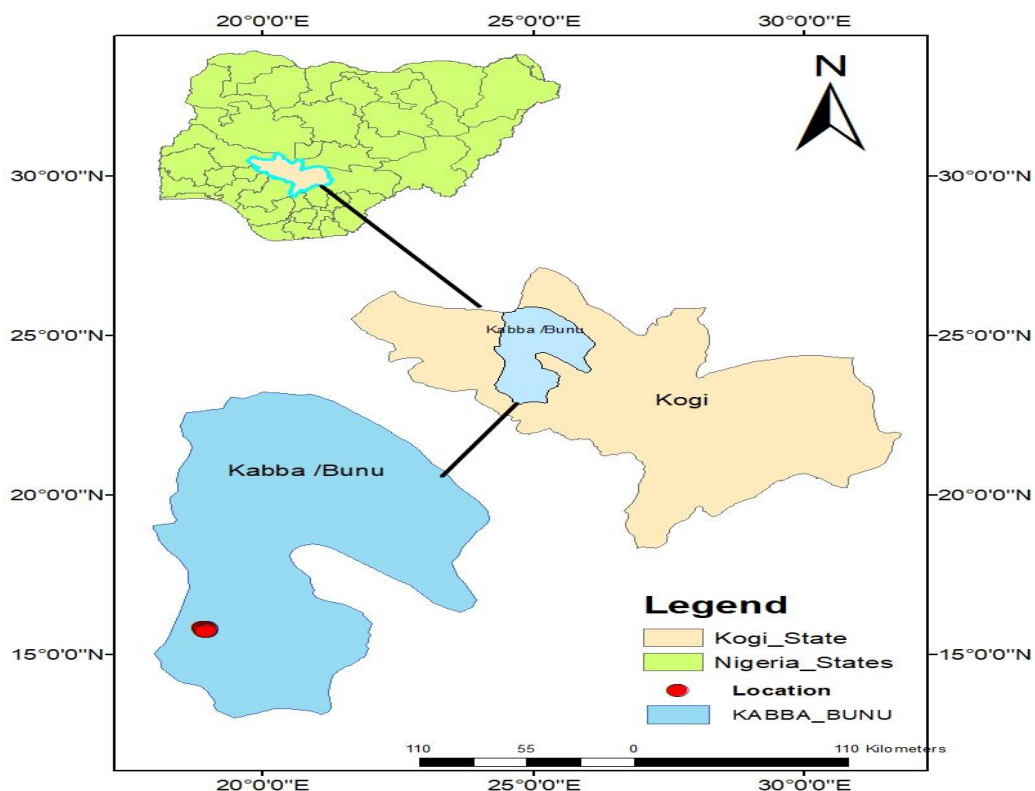 20°0'0"E 25°0'0"E 30°0'0"E
N
30°0'0"N 30°0'0"N
25°0'0"N 25°0'0"N
Kabba /Bunu
Kogi
Kabba /Bunu
20°0'0"N 20°0'0"N
Legend
Kogi_State
Nigeria_States
Location
KABBA_BUNU
15°0'0"N 15°0'0"N
110 55 0 110 Kilometers
20°0'0"E 25°0'0"E 30°0'0"E